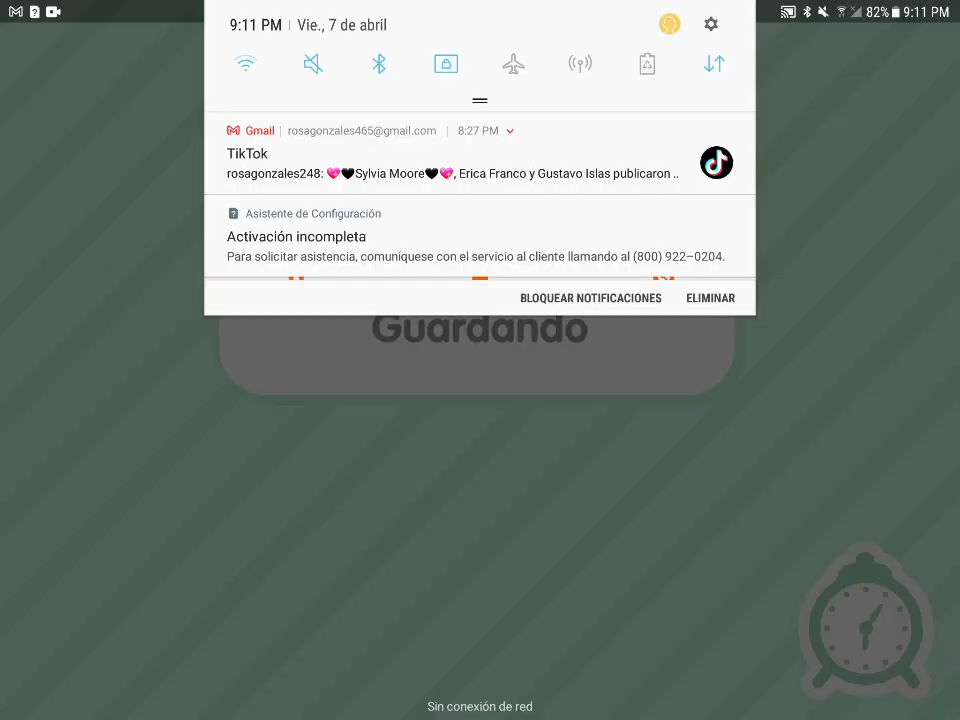 82% 9:11 PM
9:11 PM Vie., 7 de abril
Gmail rosagonzales465@gmail.com 8:27 PM
TikTok
rosagonzales248: 💖🖤Sylvia Moore🖤💖, Erica Franco y Gustavo Islas publicaron ..
Asistente de Configuración
Activación incompleta
Para solicitar asistencia, comuníquese con el servicio al cliente llamando al (800) 922–0204.
BLOQUEAR NOTIFICACIONES ELIMINAR
Guardando
Sin conexión de red